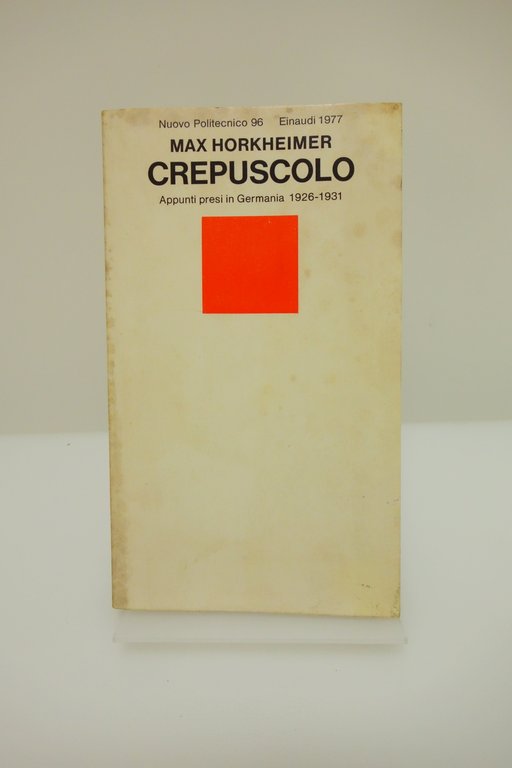 Nuovo Politecnico 96 Einaudi 1977
MAX HORKHEIMER
CREPUSCOLO
Appunti presi in Germania 1926-1931